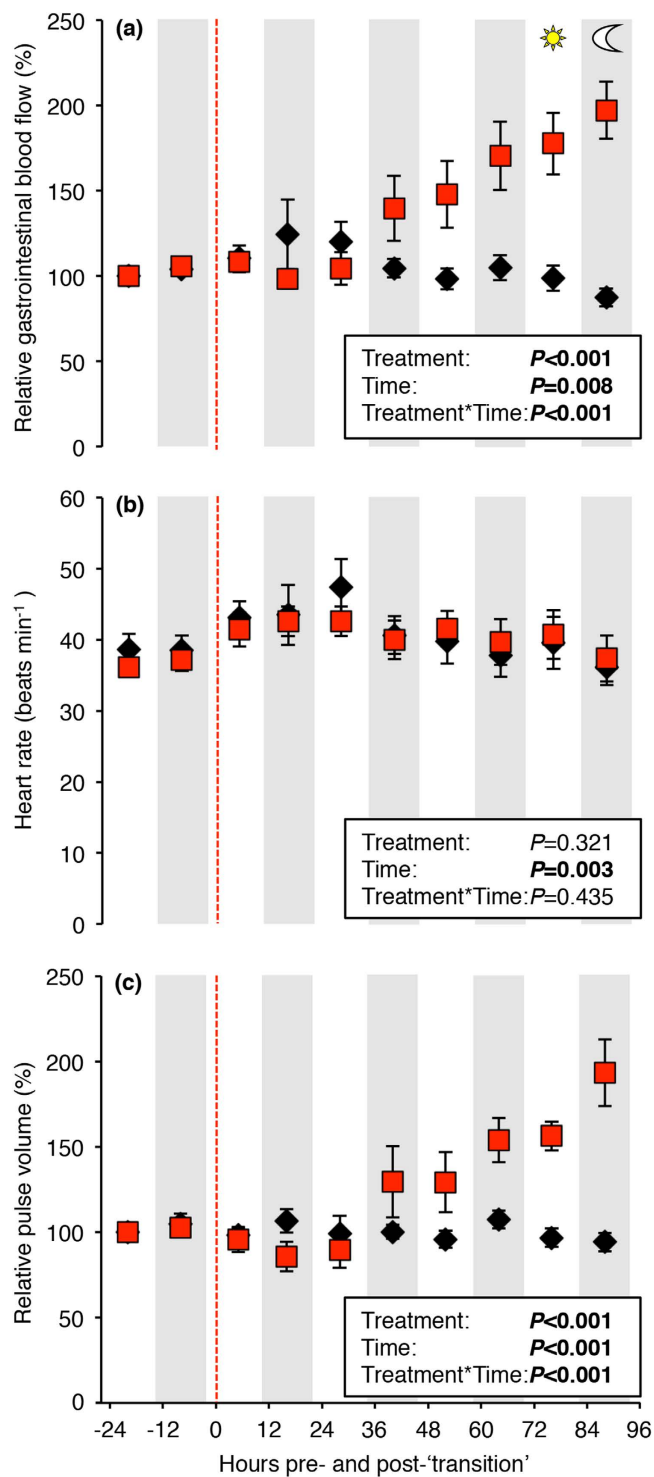 (a)
Relative gastrointestinal blood flow (%)
250
200
150
100
50
0
Treatment: P<0.001
Time: P=0.008
Treatment*Time: P<0.001
(b)
Heart rate (beats min⁻¹ )
60
50
40
30
20
10
0
Treatment: P=0.321
Time: P=0.003
Treatment*Time: P=0.435
(c)
Relative pulse volume (%)
250
200
150
100
50
0
Treatment: P<0.001
Time: P<0.001
Treatment*Time: P<0.001
-24 -12 0 12 24 36 48 60 72 84 96
Hours pre- and post-‘transition’